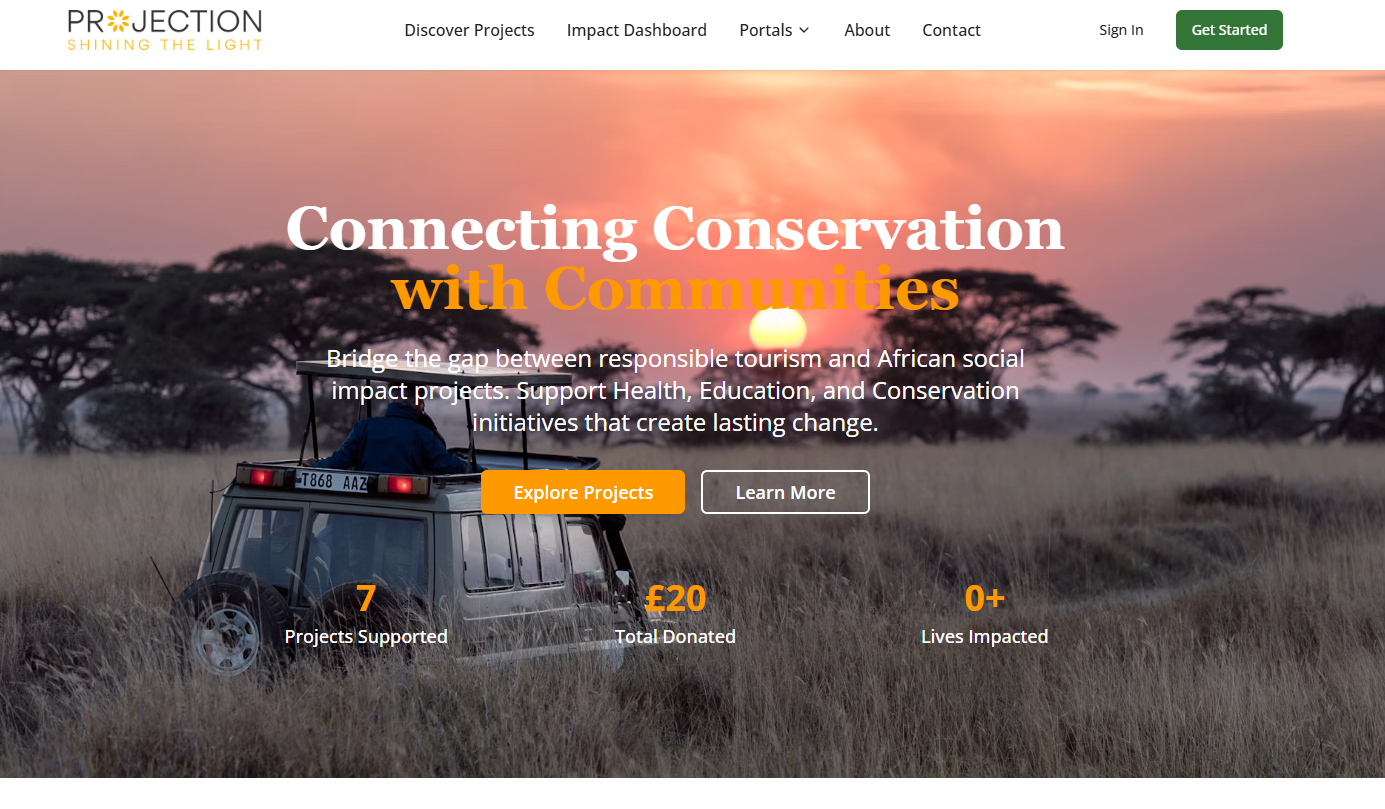 PROJECTION
SHINING THE LIGHT
Discover Projects
Impact Dashboard
Portals
About
Contact
Sign In
Get Started
Connecting Conservation
with Communities
Bridge the gap between responsible tourism and African social
impact projects. Support Health, Education, and Conservation
initiatives that create lasting change.
T868 AAZ
Explore Projects
Learn More
7
Projects Supported
£20
Total Donated
0+
Lives Impacted